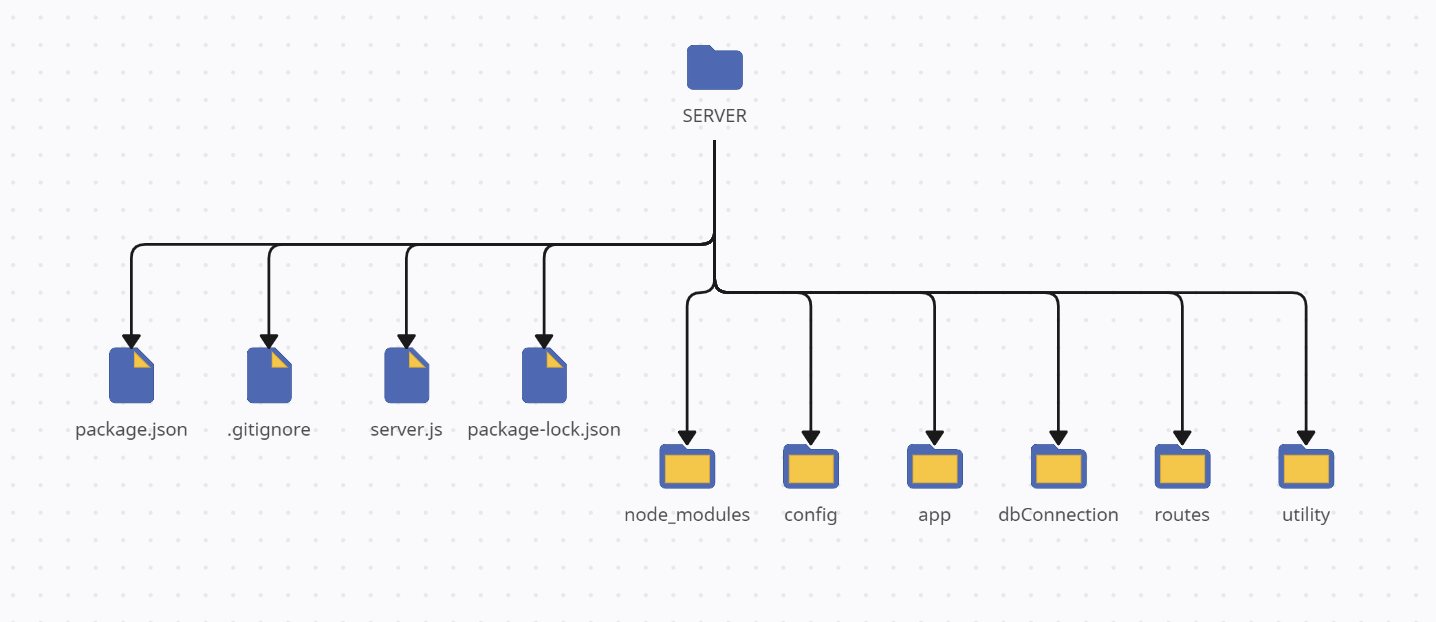 SERVER
package.json
.gitignore
server.js
package-lock.json
node_modules
config
app
dbConnection
routes
utility